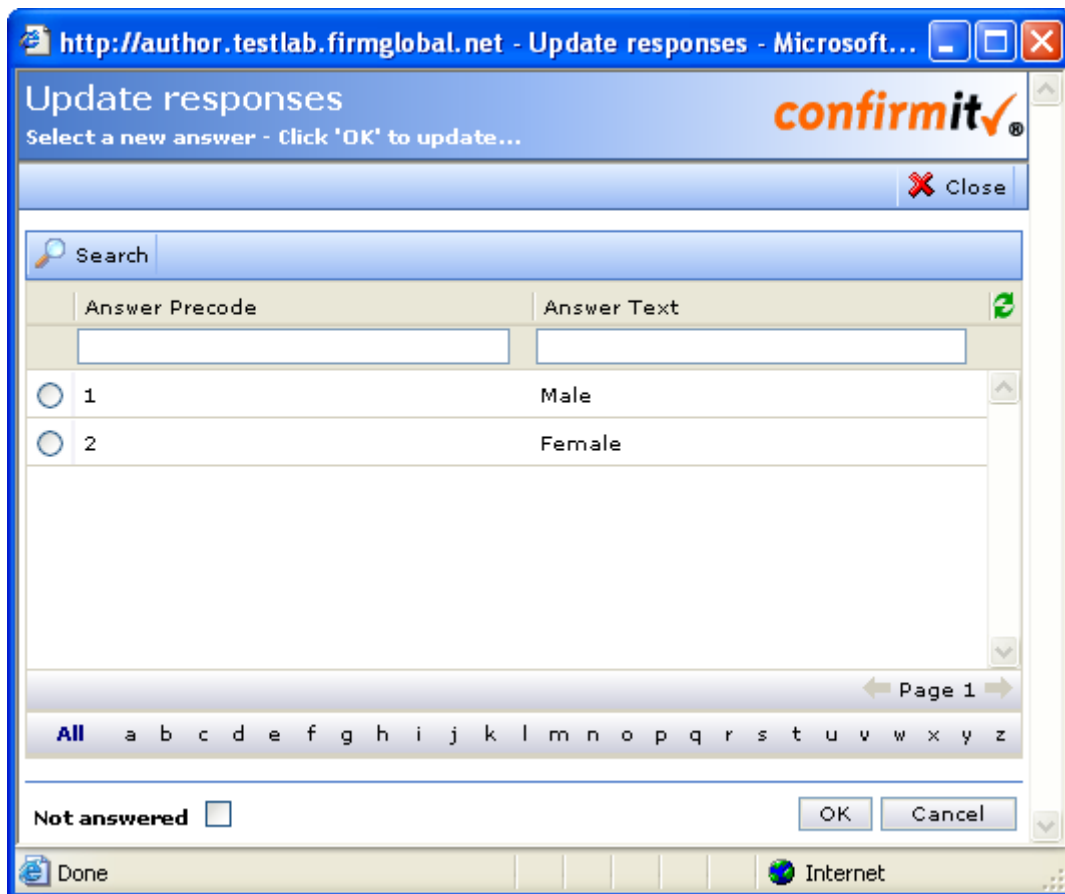 http://author.testlab.firmglobal.net - Update responses - Microsoft...
Update responses
Select a new answer - Click 'OK' to update...
confirmit®
Close
Search
Answer Precode Answer Text
1 Male
2 Female
Page 1
All a b c d e f g h i j k l m n o p q r s t u v w x y z
Not answered OK Cancel
Done Internet